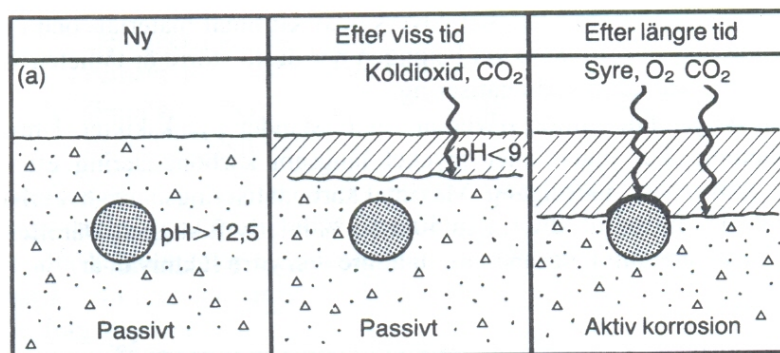 Ny
Efter viss tid
Efter längre tid
(a)
Koldioxid, CO₂
Syre, O₂ CO₂
pH<9
pH>12,5
Passivt
Passivt
Aktiv korrosion